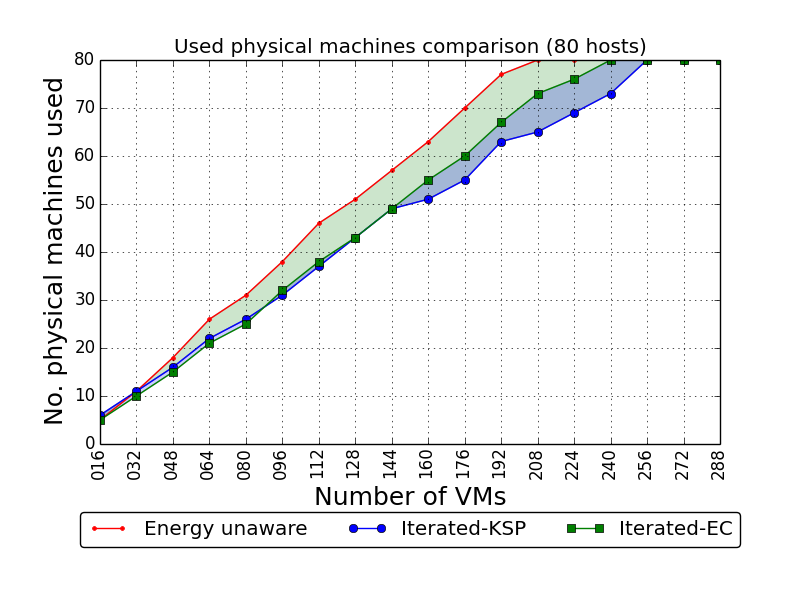 Used physical machines comparison (80 hosts)
80
70
60
50
40
30
20
10
0
No. physical machines used
016 032 048 064 080 096 112 128 144 160 176 192 208 224 240 256 272 288
Number of VMs
Energy unaware Iterated-KSP Iterated-EC